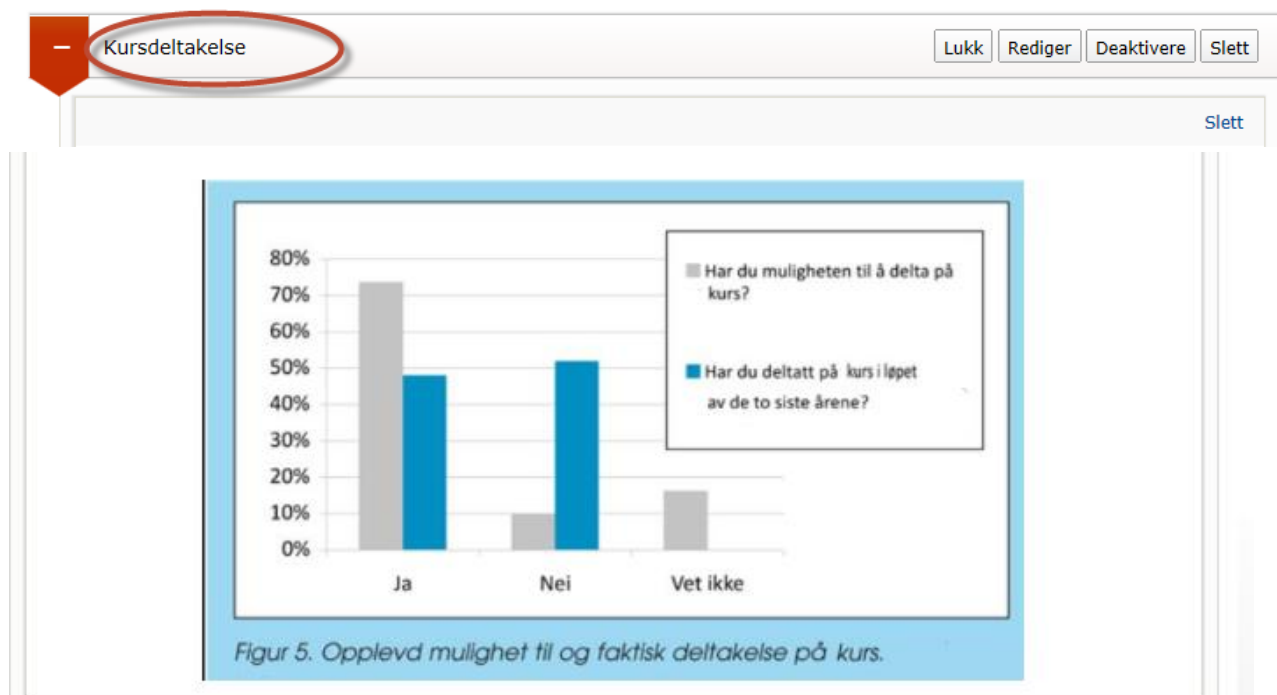 Kursdeltakelse
Lukk Rediger Deaktivere Slett
Slett
80%
70%
60%
50%
40%
30%
20%
10%
0%
Ja Nei Vet ikke
Har du muligheten til å delta på
kurs?
Har du deltatt på kurs i løpet
av de to siste årene?
Figur 5. Opplevd mulighet til og faktisk deltakelse på kurs.